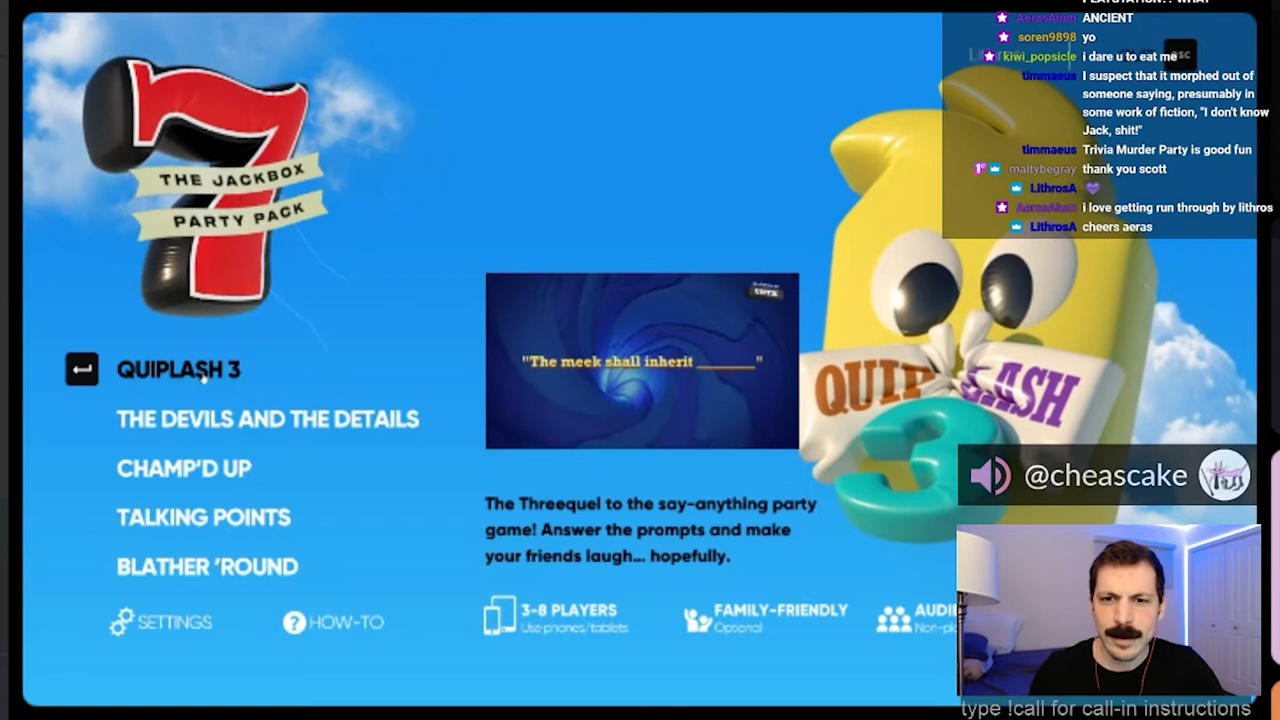 THE JACKBOX
PARTY PACK
7
QUIPLASH 3
THE DEVILS AND THE DETAILS
CHAMP'D UP
TALKING POINTS
BLATHER 'ROUND
SETTINGS
HOW-TO
"The meek shall inherit ______"
The Threequel to the say-anything party
game! Answer the prompts and make
your friends laugh... hopefully.
3-8 PLAYERS
Use phones/tablets
FAMILY-FRIENDLY
Optional
QUIP LASH
3
AerasAlum ANCIENT
soren9898 yo
kiwi_popsicle i dare u to eat me
esc
timmaeus I suspect that it morphed out of
someone saying, presumably in
some work of fiction, "I don't know
Jack, shit!"
timmaeus Trivia Murder Party is good fun
maltybegray thank you scott
LithrosA
AerasAlum i love getting run through by lithros
LithrosA cheers aeras
@cheascake
type !call for call-in instructions